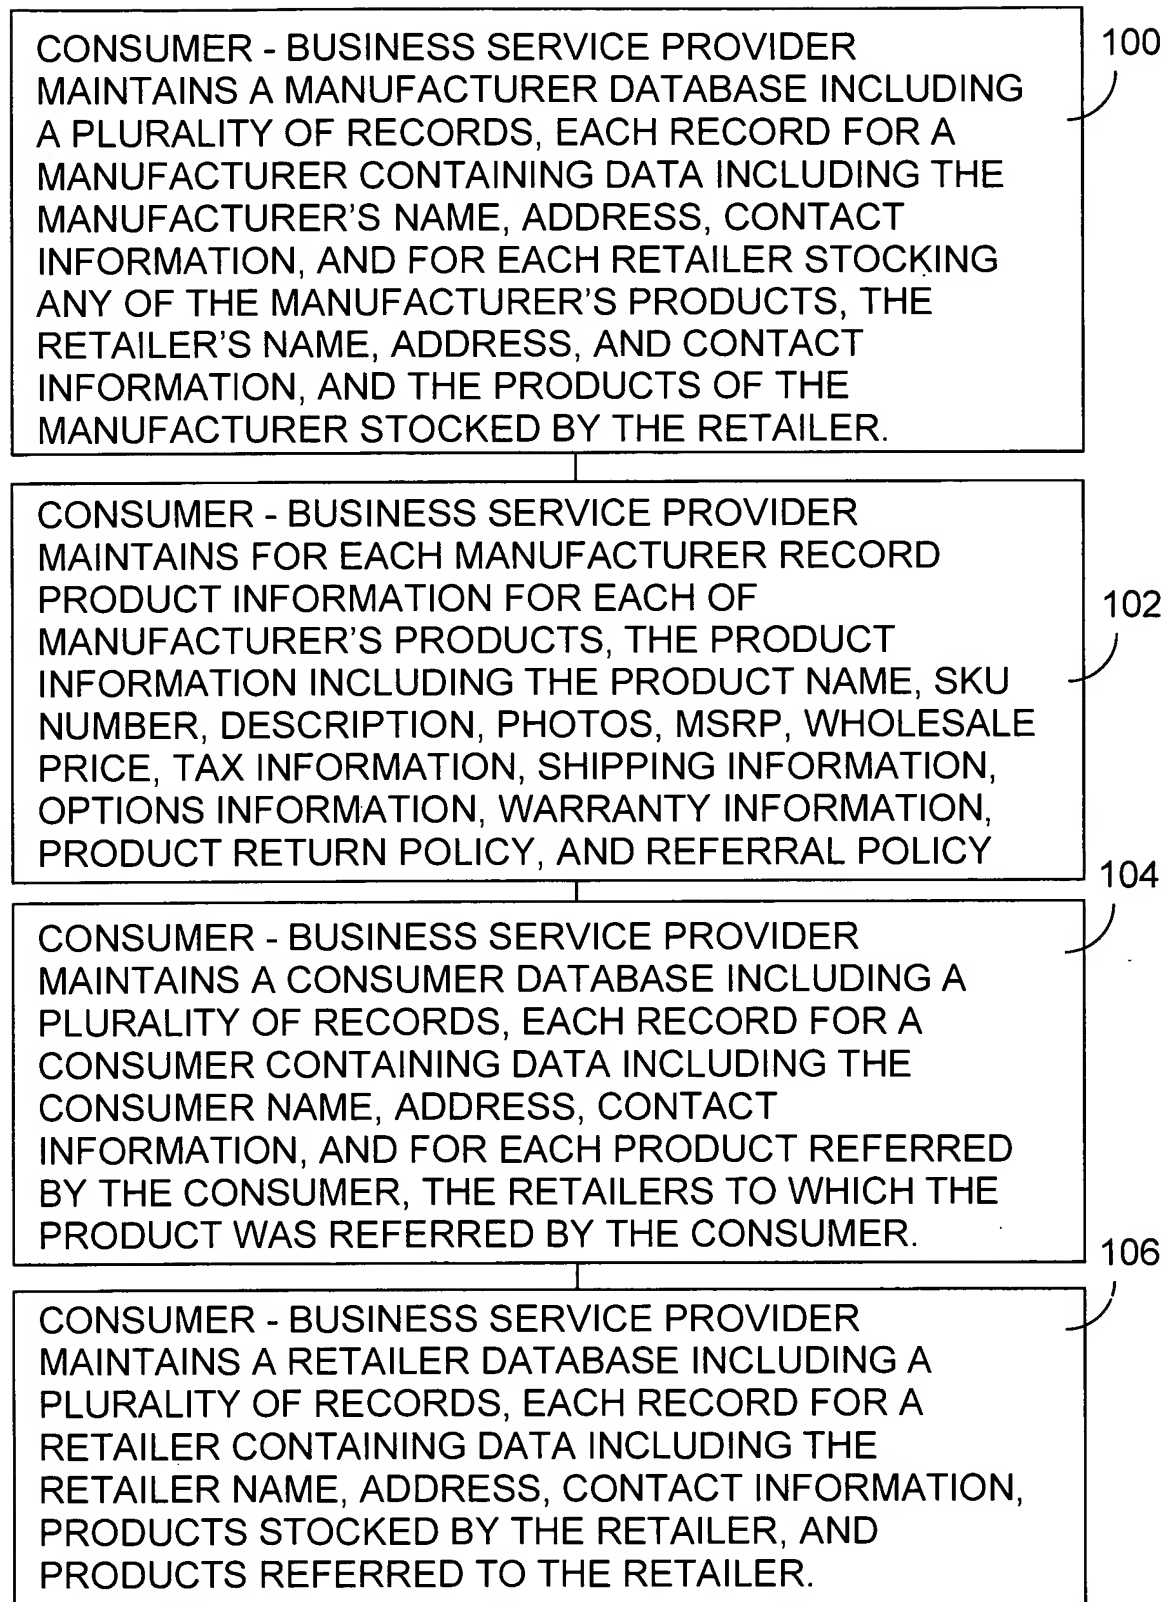 CONSUMER - BUSINESS SERVICE PROVIDER
MAINTAINS A MANUFACTURER DATABASE INCLUDING
A PLURALITY OF RECORDS, EACH RECORD FOR A
MANUFACTURER CONTAINING DATA INCLUDING THE
MANUFACTURER'S NAME, ADDRESS, CONTACT
INFORMATION, AND FOR EACH RETAILER STOCKING
ANY OF THE MANUFACTURER'S PRODUCTS, THE
RETAILER'S NAME, ADDRESS, AND CONTACT
INFORMATION, AND THE PRODUCTS OF THE
MANUFACTURER STOCKED BY THE RETAILER.
100
CONSUMER - BUSINESS SERVICE PROVIDER
MAINTAINS FOR EACH MANUFACTURER RECORD
PRODUCT INFORMATION FOR EACH OF
MANUFACTURER'S PRODUCTS, THE PRODUCT
INFORMATION INCLUDING THE PRODUCT NAME, SKU
NUMBER, DESCRIPTION, PHOTOS, MSRP, WHOLESALE
PRICE, TAX INFORMATION, SHIPPING INFORMATION,
OPTIONS INFORMATION, WARRANTY INFORMATION,
PRODUCT RETURN POLICY, AND REFERRAL POLICY
102
CONSUMER - BUSINESS SERVICE PROVIDER
MAINTAINS A CONSUMER DATABASE INCLUDING A
PLURALITY OF RECORDS, EACH RECORD FOR A
CONSUMER CONTAINING DATA INCLUDING THE
CONSUMER NAME, ADDRESS, CONTACT
INFORMATION, AND FOR EACH PRODUCT REFERRED
BY THE CONSUMER, THE RETAILERS TO WHICH THE
PRODUCT WAS REFERRED BY THE CONSUMER.
104
CONSUMER - BUSINESS SERVICE PROVIDER
MAINTAINS A RETAILER DATABASE INCLUDING A
PLURALITY OF RECORDS, EACH RECORD FOR A
RETAILER CONTAINING DATA INCLUDING THE
RETAILER NAME, ADDRESS, CONTACT INFORMATION,
PRODUCTS STOCKED BY THE RETAILER, AND
PRODUCTS REFERRED TO THE RETAILER.
106